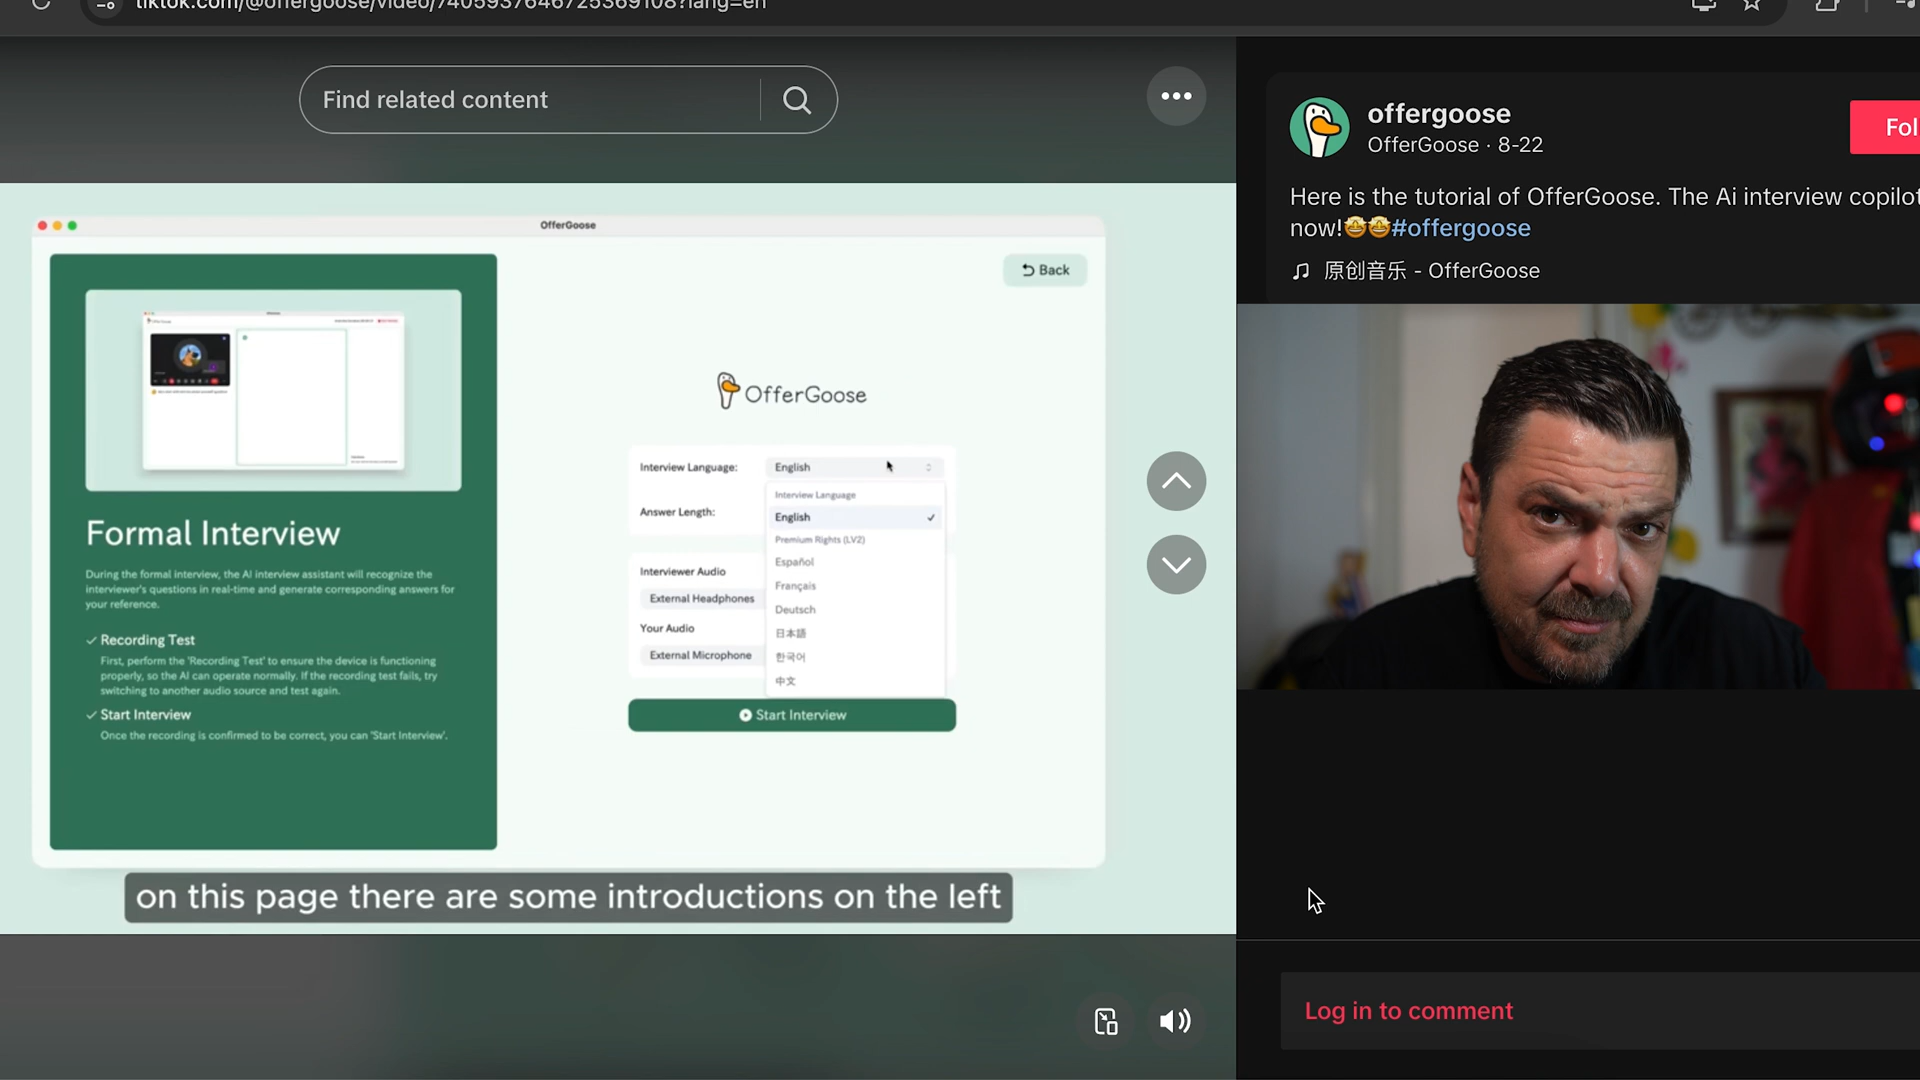 tiktok.com/@offergoose/video/7405937646725369108?lang=en
Find related content
OfferGoose
Back
Formal Interview
During the formal interview, the AI interview assistant will recognize the
interviewer's questions in real-time and generate corresponding answers for
your reference.
Recording Test
First, perform the 'Recording Test' to ensure the device is functioning
properly, so the AI can operate normally. If the recording test fails, try
switching to another audio source and test again.
Start Interview
Once the recording is confirmed to be correct, you can 'Start Interview'.
OfferGoose
Interview Language:
English
Interview Language
English
Premium Rights (LV2)
Español
Français
Deutsch
日本語
한국어
中文
Answer Length:
Interviewer Audio
External Headphones
Your Audio
External Microphone
Start Interview
on this page there are some introductions on the left
offergoose
OfferGoose · 8-22
Fol
Here is the tutorial of OfferGoose. The Ai interview copilot
now!🤩🤩#offergoose
原创音乐 - OfferGoose
Log in to comment